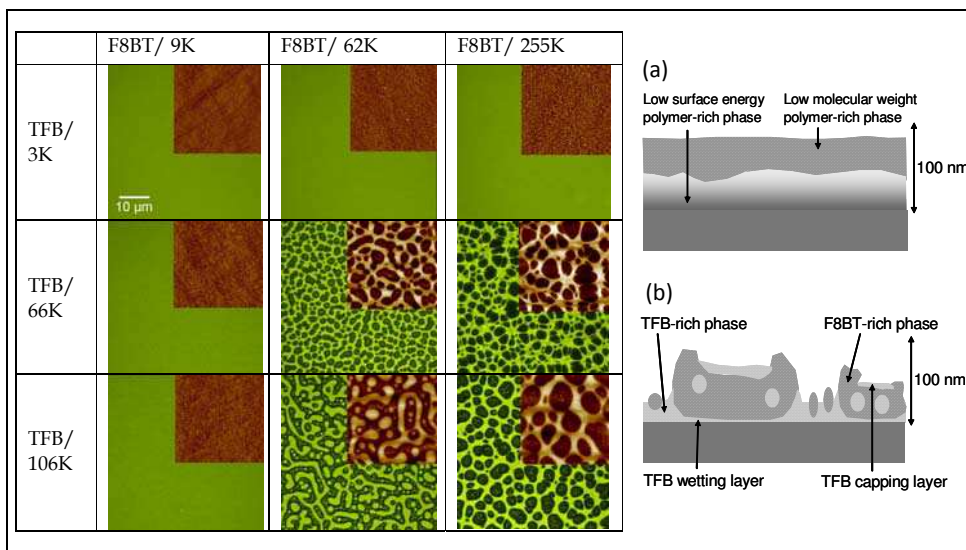 F8BT/ 9K
F8BT/ 62K
F8BT/ 255K
TFB/
3K
10 µm
TFB/
66K
TFB/
106K
(a)
Low surface energy
polymer-rich phase
Low molecular weight
polymer-rich phase
100 nm
(b)
TFB-rich phase
F8BT-rich phase
100 nm
TFB wetting layer
TFB capping layer